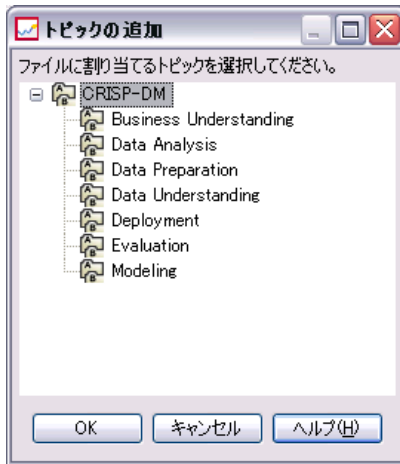 トピックの追加
ファイルに割り当てるトピックを選択してください。
CRISP-DM
Business Understanding
Data Analysis
Data Preparation
Data Understanding
Deployment
Evaluation
Modeling
OK キャンセル ヘルプ(H)